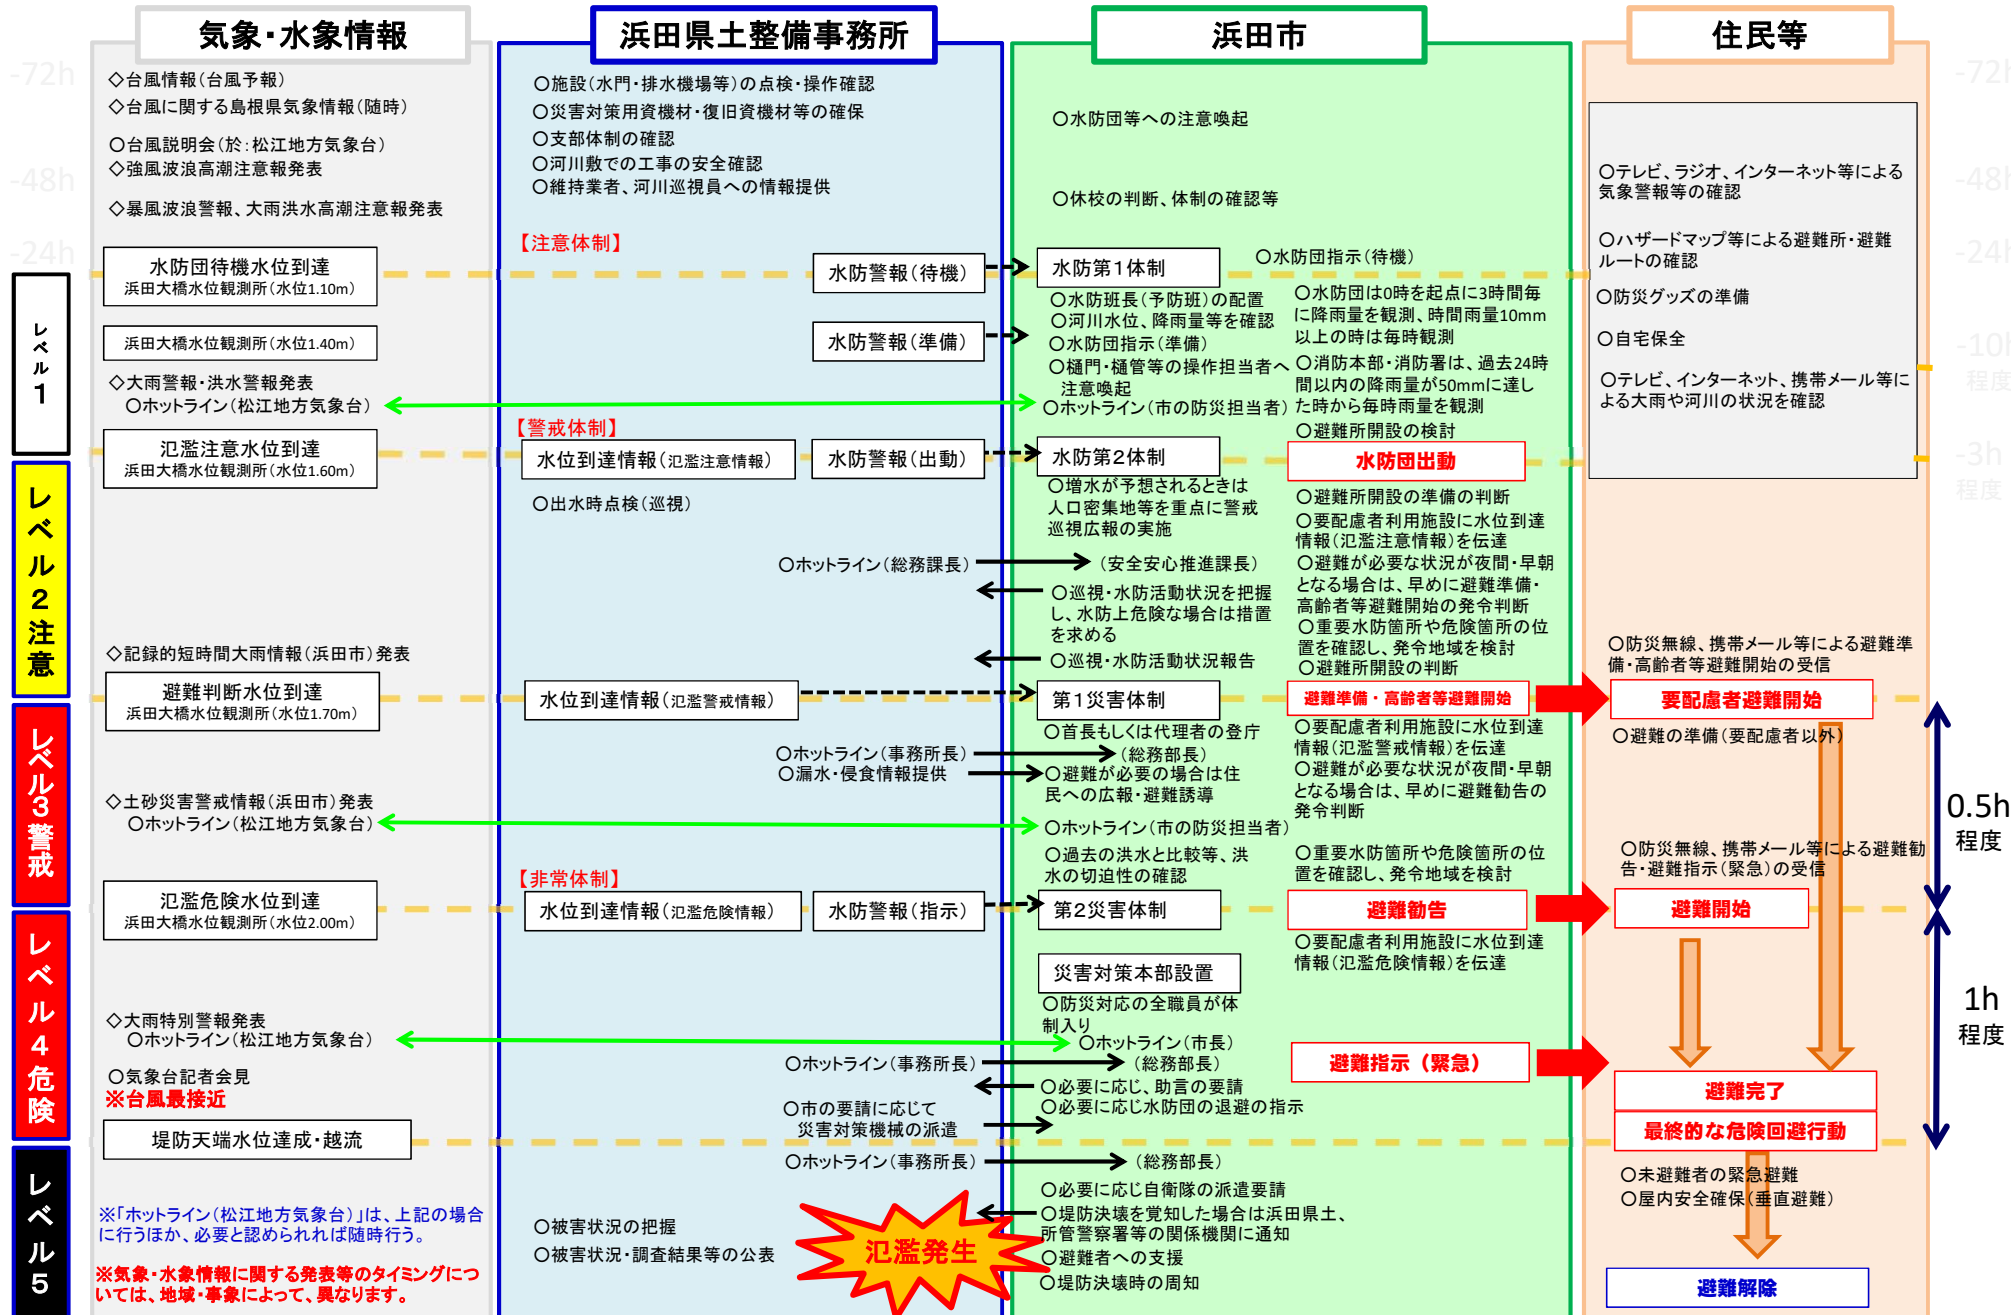 気象・水象情報
浜田県土整備事務所
浜田市
住民等
-72h
-48h
-24h
◇台風情報(台風予報)
◇台風に関する島根県気象情報(随時)
○台風説明会(於:松江地方気象台)
◇強風波浪高潮注意報発表
◇暴風波浪警報、大雨洪水高潮注意報発表
水防団待機水位到達
浜田大橋水位観測所(水位1.10m)
浜田大橋水位観測所(水位1.40m)
◇大雨警報・洪水警報発表
○ホットライン(松江地方気象台)
氾濫注意水位到達
浜田大橋水位観測所(水位1.60m)
◇記録的短時間大雨情報(浜田市)発表
避難判断水位到達
浜田大橋水位観測所(水位1.70m)
◇土砂災害警戒情報(浜田市)発表
○ホットライン(松江地方気象台)
氾濫危険水位到達
浜田大橋水位観測所(水位2.00m)
◇大雨特別警報発表
○ホットライン(松江地方気象台)
○気象台記者会見
※台風最接近
堤防天端水位達成・越流
※「ホットライン(松江地方気象台)」は、上記の場合
に行うほか、必要と認められれば随時行う。
※気象・水象情報に関する発表等のタイミングにつ
いては、地域・事象によって、異なります。
レベル1
レベル2注意
レベル3警戒
レベル4危険
レベル5
○施設(水門・排水機場等)の点検・操作確認
○災害対策用資機材・復旧資機材等の確保
○支部体制の確認
○河川敷での工事の安全確認
○維持業者、河川巡視員への情報提供
【注意体制】
水防警報(待機)
水防警報(準備)
【警戒体制】
水位到達情報(氾濫注意情報)
水防警報(出動)
○出水時点検(巡視)
○ホットライン(総務課長)
水位到達情報(氾濫警戒情報)
○ホットライン(事務所長)
○漏水・侵食情報提供
【非常体制】
水位到達情報(氾濫危険情報)
水防警報(指示)
○ホットライン(事務所長)
○市の要請に応じて
災害対策機械の派遣
○ホットライン(事務所長)
○被害状況の把握
○被害状況・調査結果等の公表
氾濫発生
○水防団等への注意喚起
○休校の判断、体制の確認等
水防第1体制
○水防班長(予防班)の配置
○河川水位、降雨量等を確認
○水防団指示(準備)
○樋門・樋管等の操作担当者へ
注意喚起
○ホットライン(市の防災担当者)
水防第2体制
○増水が予想されるときは
人口密集地等を重点に警戒
巡視広報の実施
(安全安心推進課長)
○巡視・水防活動状況を把握
し、水防上危険な場合は措置
を求める
○巡視・水防活動状況報告
第1災害体制
○首長もしくは代理者の登庁
(総務部長)
○避難が必要の場合は住
民への広報・避難誘導
○ホットライン(市の防災担当者)
○過去の洪水と比較等、洪
水の切迫性の確認
第2災害体制
災害対策本部設置
○防災対応の全職員が体
制入り
○ホットライン(市長)
(総務部長)
○必要に応じ、助言の要請
○必要に応じ水防団の退避の指示
(総務部長)
○必要に応じ自衛隊の派遣要請
○堤防決壊を覚知した場合は浜田県土、
所管警察署等の関係機関に通知
○避難者への支援
○堤防決壊時の周知
○水防団指示(待機)
○水防団は0時を起点に3時間毎
に降雨量を観測、時間雨量10mm
以上の時は毎時観測
○消防本部・消防署は、過去24時
間以内の降雨量が50mmに達し
た時から毎時雨量を観測
○避難所開設の検討
水防団出動
○避難所開設の準備の判断
○要配慮者利用施設に水位到達
情報(氾濫注意情報)を伝達
○避難が必要な状況が夜間・早朝
となる場合は、早めに避難準備・
高齢者等避難開始の発令判断
○重要水防箇所や危険箇所の位
置を確認し、発令地域を検討
○避難所開設の判断
避難準備・高齢者等避難開始
○要配慮者利用施設に水位到達
情報(氾濫警戒情報)を伝達
○避難が必要な状況が夜間・早朝
となる場合は、早めに避難勧告の
発令判断
○重要水防箇所や危険箇所の位
置を確認し、発令地域を検討
避難勧告
○要配慮者利用施設に水位到達
情報(氾濫危険情報)を伝達
避難指示(緊急)
○テレビ、ラジオ、インターネット等による
気象警報等の確認
○ハザードマップ等による避難所・避難
ルートの確認
○防災グッズの準備
○自宅保全
○テレビ、インターネット、携帯メール等に
よる大雨や河川の状況を確認
○防災無線、携帯メール等による避難準
備・高齢者等避難開始の受信
要配慮者避難開始
○避難の準備(要配慮者以外)
○防災無線、携帯メール等による避難勧
告・避難指示(緊急)の受信
避難開始
避難完了
最終的な危険回避行動
○未避難者の緊急避難
○屋内安全確保(垂直避難)
避難解除
-72h
-48h
-24h
-10h
程度
-3h
程度
0.5h
程度
1h
程度